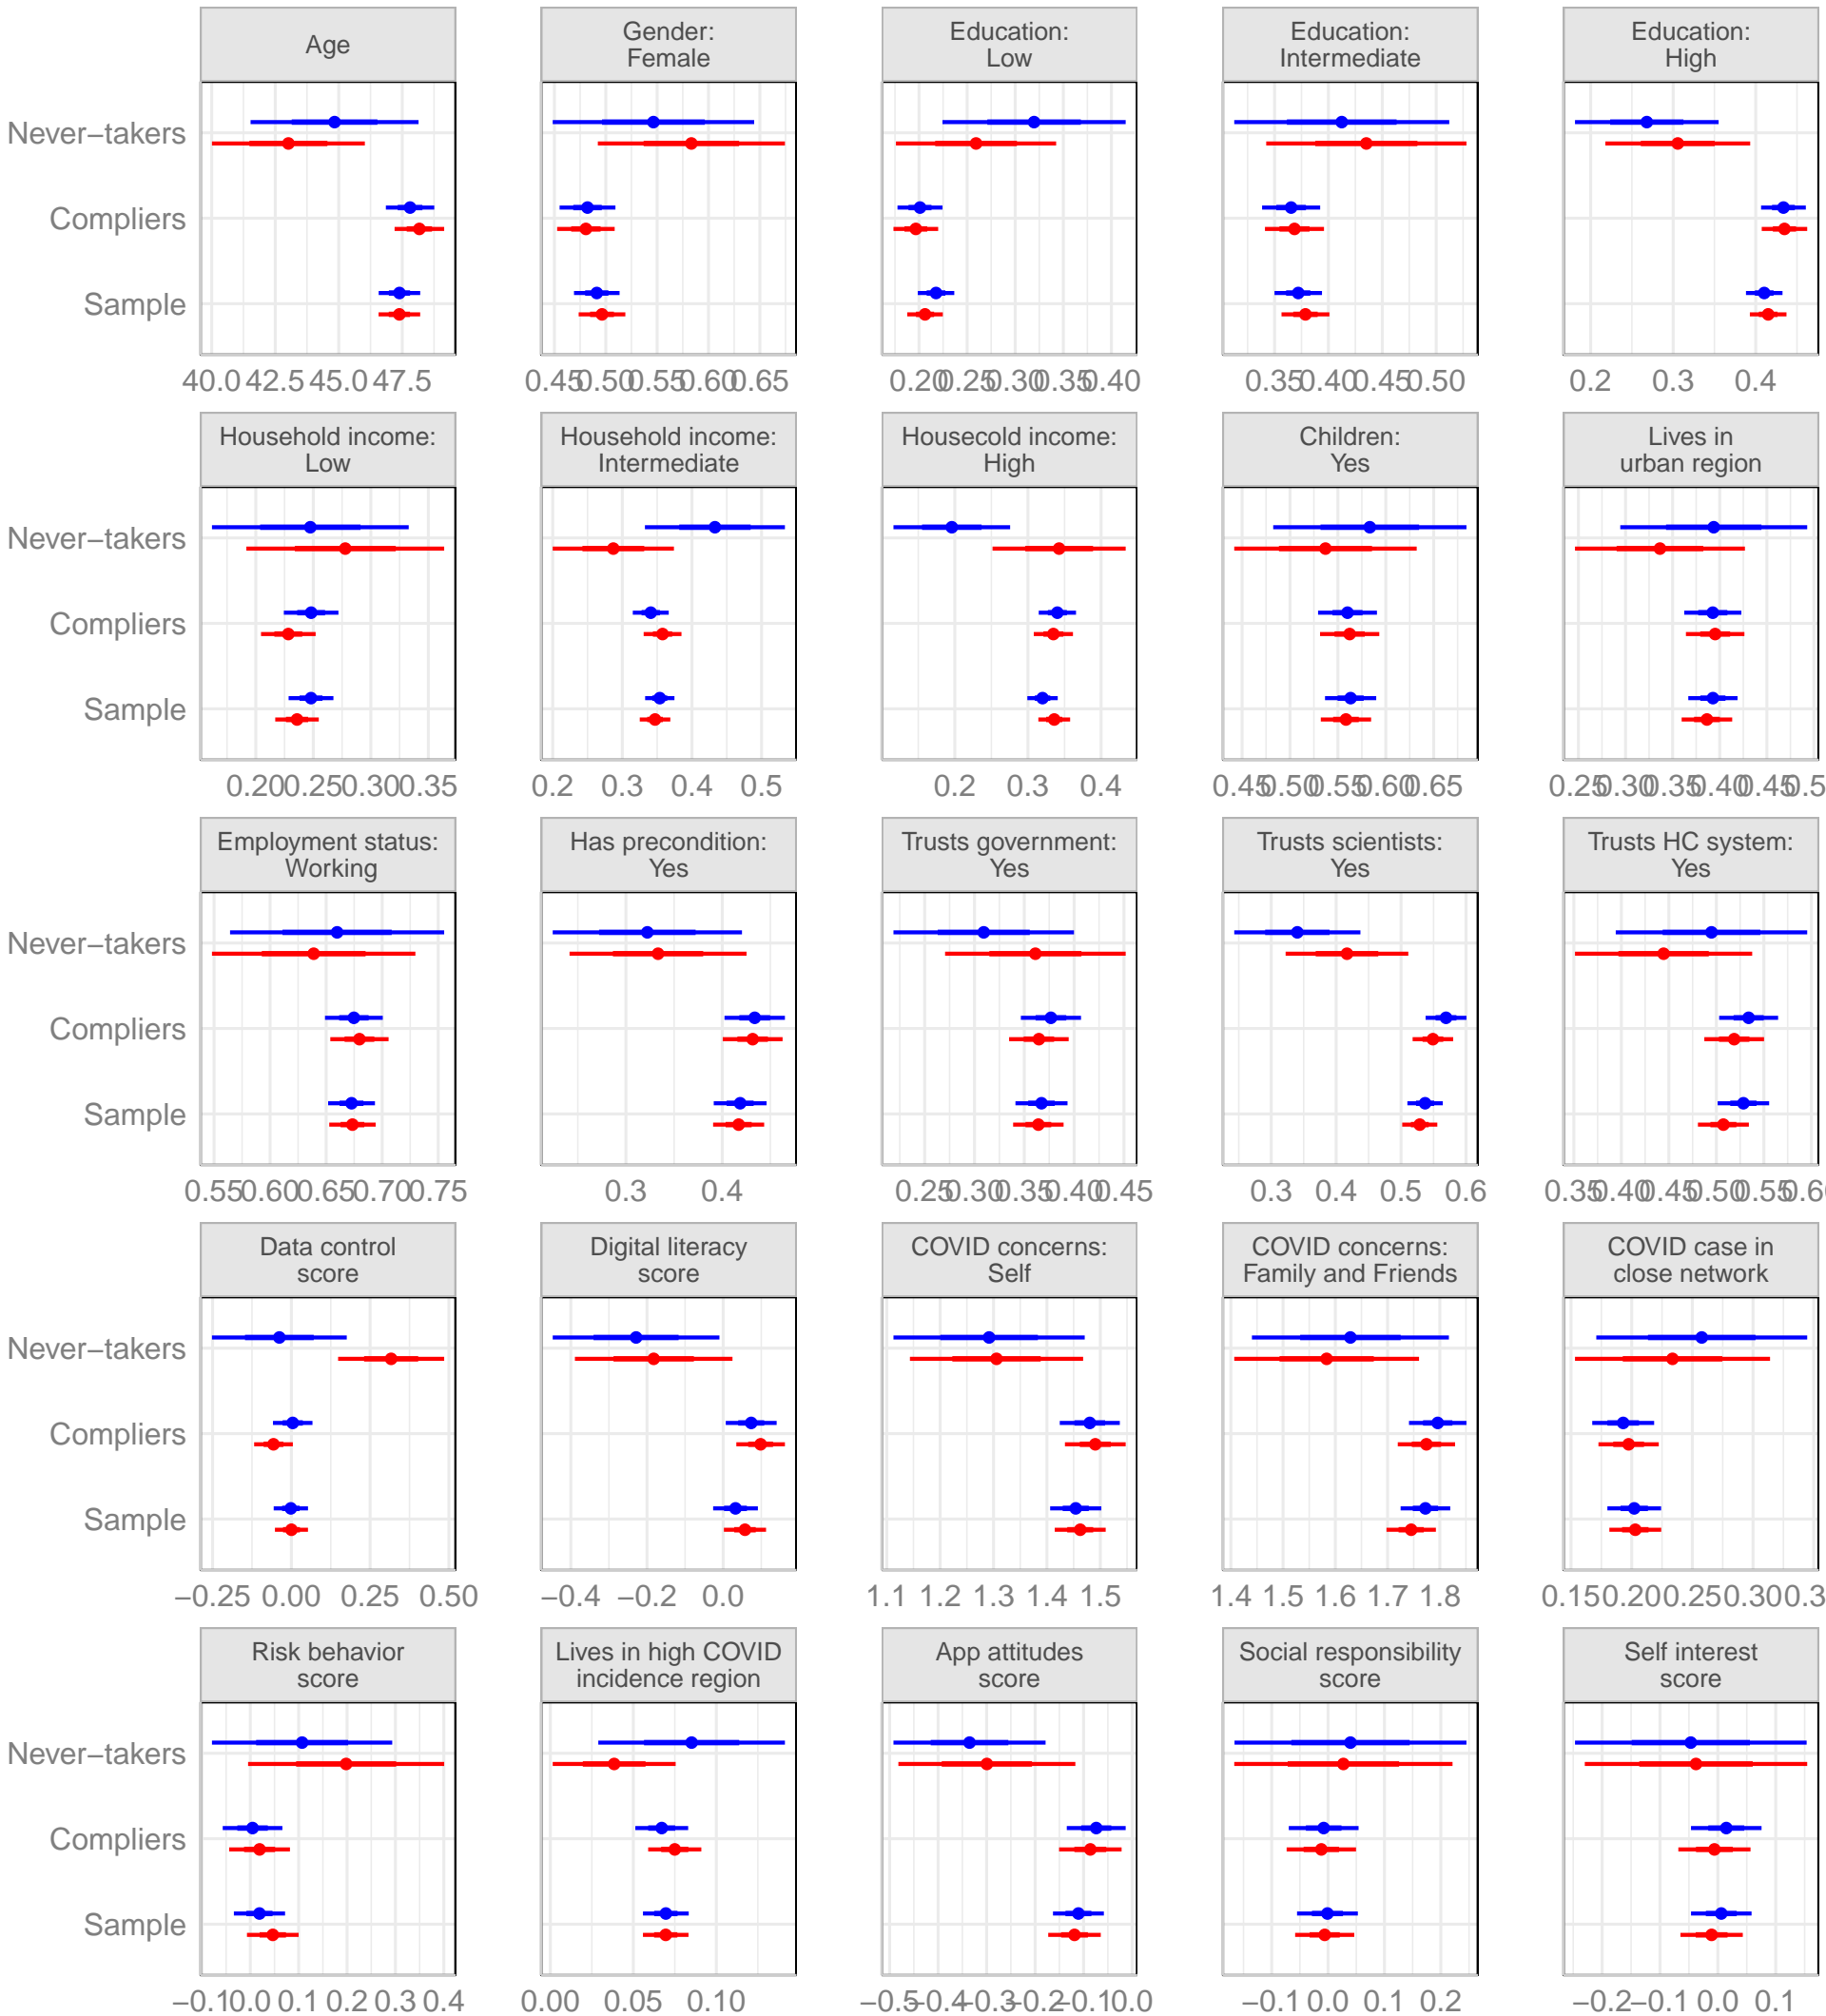 Age
Gender:
Female
Education:
Low
Education:
Intermediate
Education:
High
Never−takers
Compliers
Sample
40.0 42.5 45.0 47.5
0.45 0.50 0.55 0.60 0.65
0.20 0.25 0.30 0.35 0.40
0.35 0.40 0.45 0.50
0.2 0.3 0.4
Household income:
Low
Household income:
Intermediate
Housecold income:
High
Children:
Yes
Lives in
urban region
Never−takers
Compliers
Sample
0.20 0.25 0.30 0.35
0.2 0.3 0.4 0.5
0.2 0.3 0.4
0.45 0.50 0.55 0.60 0.65
0.25 0.30 0.35 0.40 0.45 0.5
Employment status:
Working
Has precondition:
Yes
Trusts government:
Yes
Trusts scientists:
Yes
Trusts HC system:
Yes
Never−takers
Compliers
Sample
0.55 0.60 0.65 0.70 0.75
0.3 0.4
0.25 0.30 0.35 0.40 0.45
0.3 0.4 0.5 0.6
0.35 0.40 0.45 0.50 0.55 0.60
Data control
score
Digital literacy
score
COVID concerns:
Self
COVID concerns:
Family and Friends
COVID case in
close network
Never−takers
Compliers
Sample
−0.25 0.00 0.25 0.50
−0.4 −0.2 0.0
1.1 1.2 1.3 1.4 1.5
1.4 1.5 1.6 1.7 1.8
0.15 0.20 0.25 0.30 0.3
Risk behavior
score
Lives in high COVID
incidence region
App attitudes
score
Social responsibility
score
Self interest
score
Never−takers
Compliers
Sample
−0.1 0.0 0.1 0.2 0.3 0.4
0.00 0.05 0.10
−0.5 −0.4 −0.3 −0.2 −0.1 0.0
−0.1 0.0 0.1 0.2
−0.2 −0.1 0.0 0.1